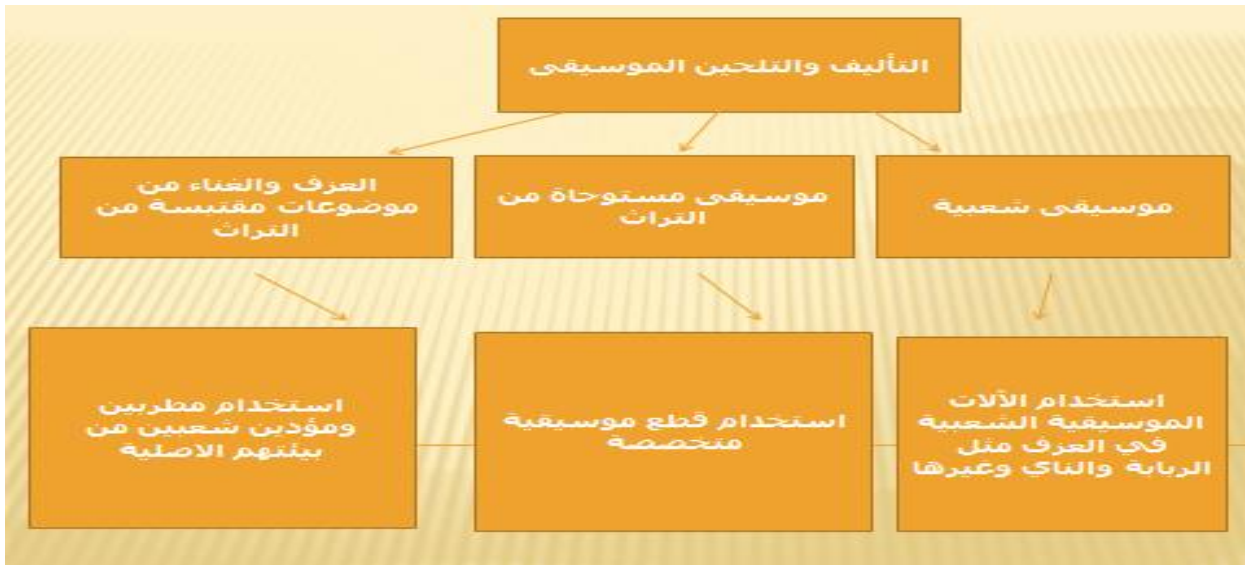 التأليف والتلحين الموسيقى
موسيقى شعبية
موسيقى مستوحاة من
التراث
العزف والغناء من
موضوعات مقتبسة من
التراث
استخدام الآلات
الموسيقية الشعبية
في العزف مثل
الربابة والناي وغيرها
استخدام قطع موسيقية
متخصصة
استخدام مطربين
ومؤدين شعبين من
بيئتهم الاصلية